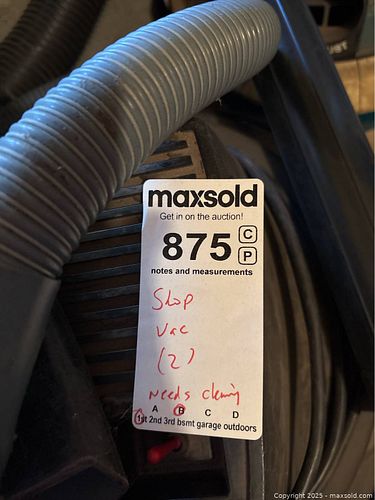 maxsold
Get in on the auction!
875 C
P
notes and measurements
Shop
Vac
(2)
needs cleaning
A B C D
1st 2nd 3rd bsmt garage outdoors
Copyright 2025 - maxsold.com